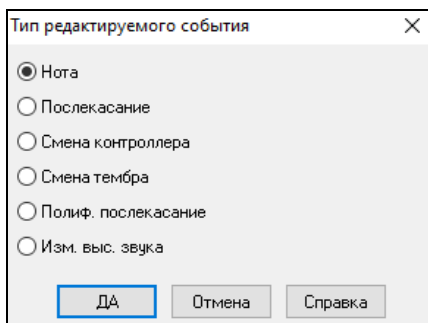 Тип редактируемого события
Нота
Послекасание
Смена контроллера
Смена тембра
Полиф. послекасание
Изм. выс. звука
ДА Отмена Справка